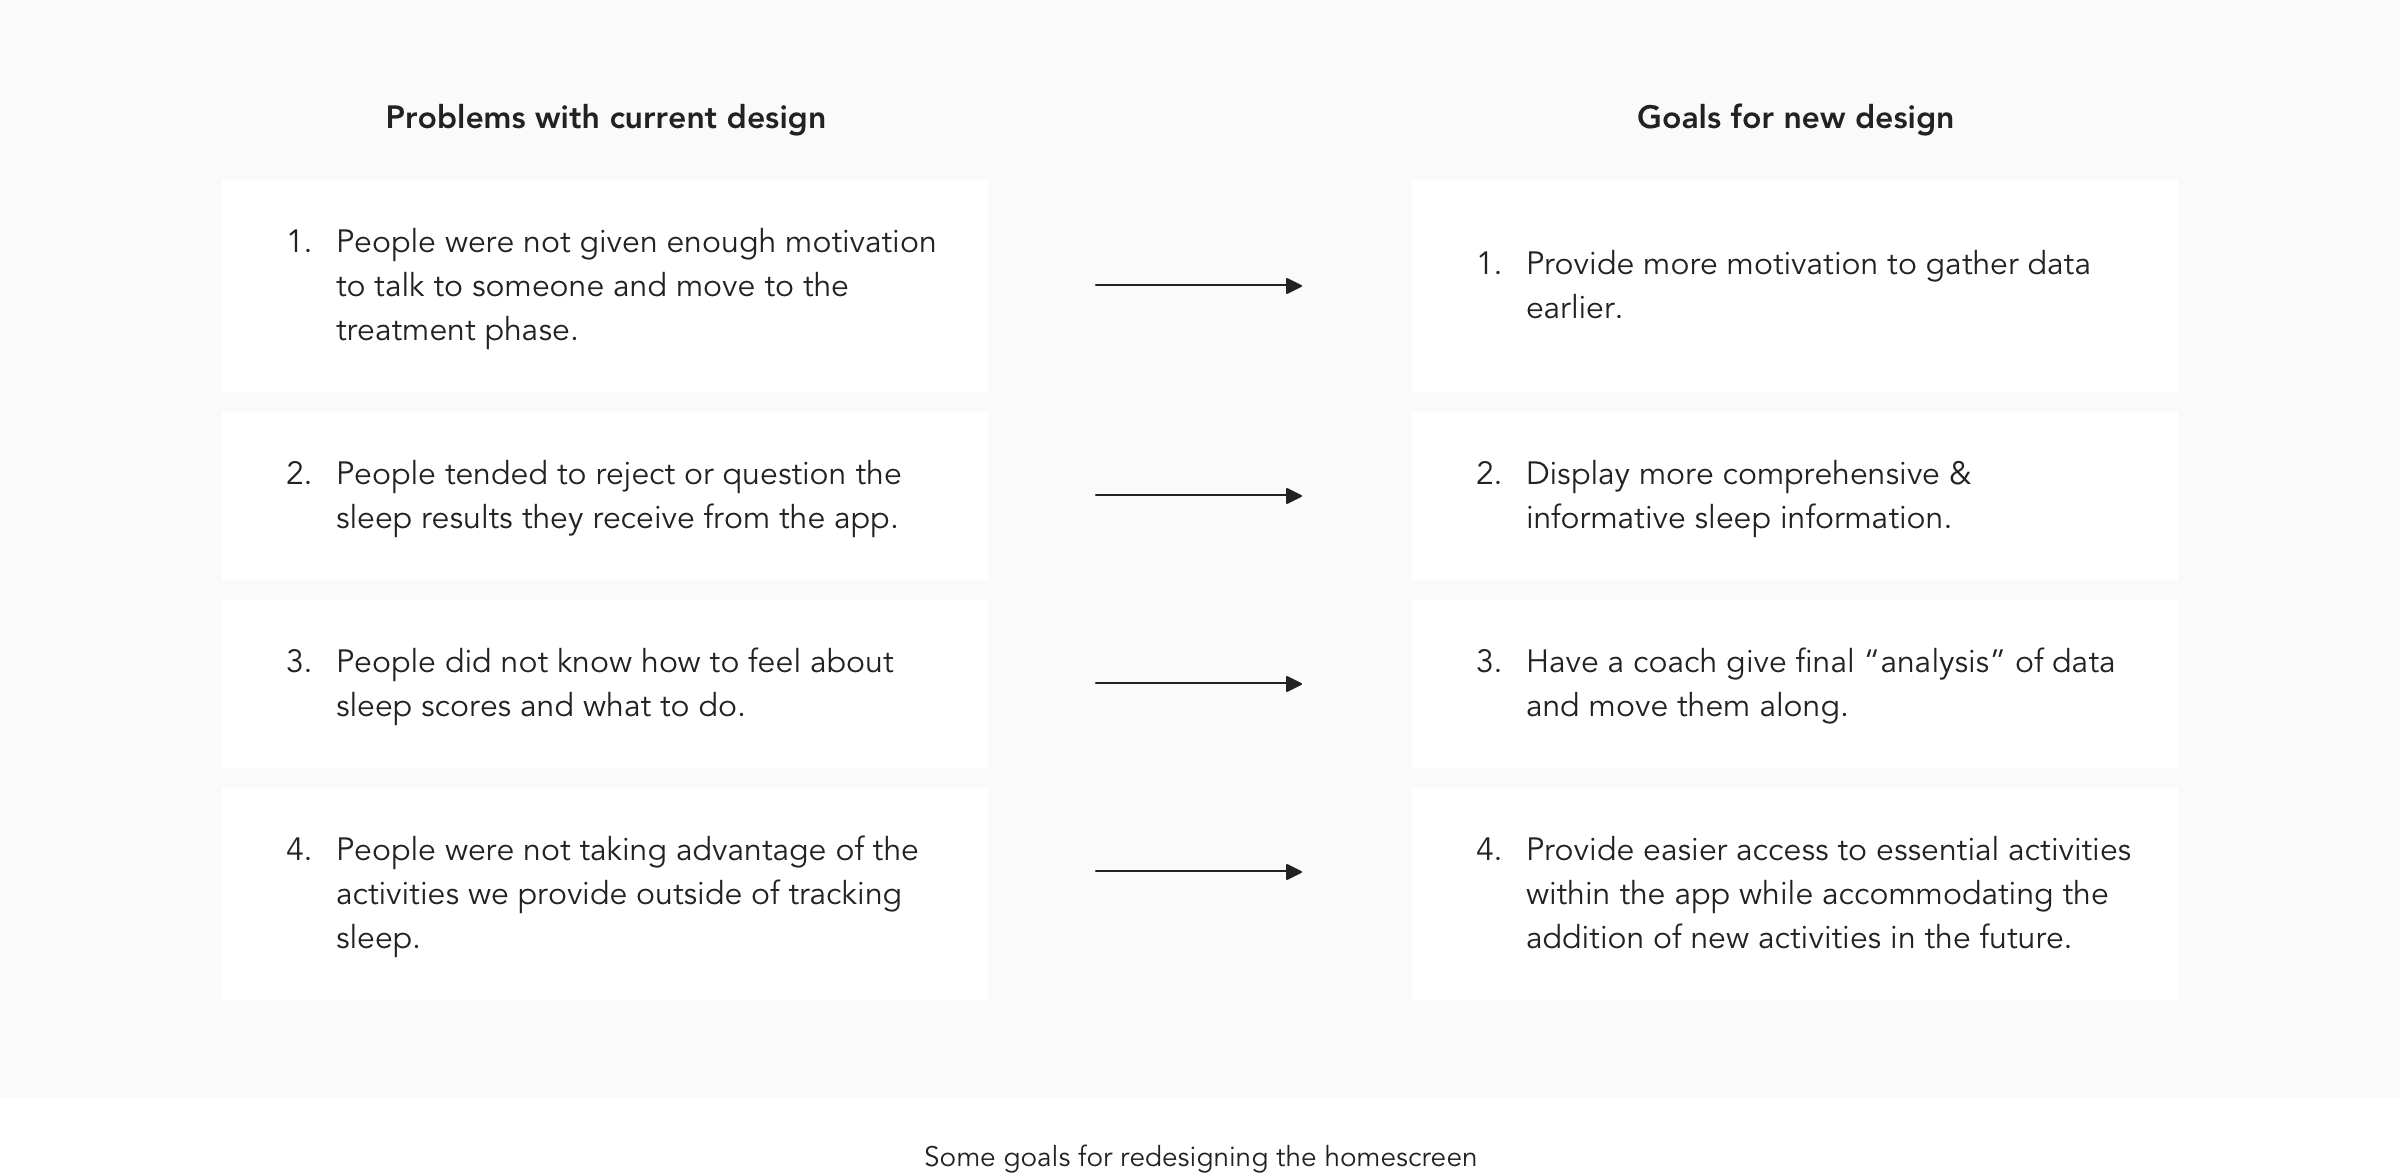 Problems with current design
1. People were not given enough motivation
to talk to someone and move to the
treatment phase.
2. People tended to reject or question the
sleep results they receive from the app.
3. People did not know how to feel about
sleep scores and what to do.
4. People were not taking advantage of the
activities we provide outside of tracking
sleep.
Goals for new design
1. Provide more motivation to gather data
earlier.
2. Display more comprehensive &
informative sleep information.
3. Have a coach give final “analysis” of data
and move them along.
4. Provide easier access to essential activities
within the app while accommodating the
addition of new activities in the future.
Some goals for redesigning the homescreen